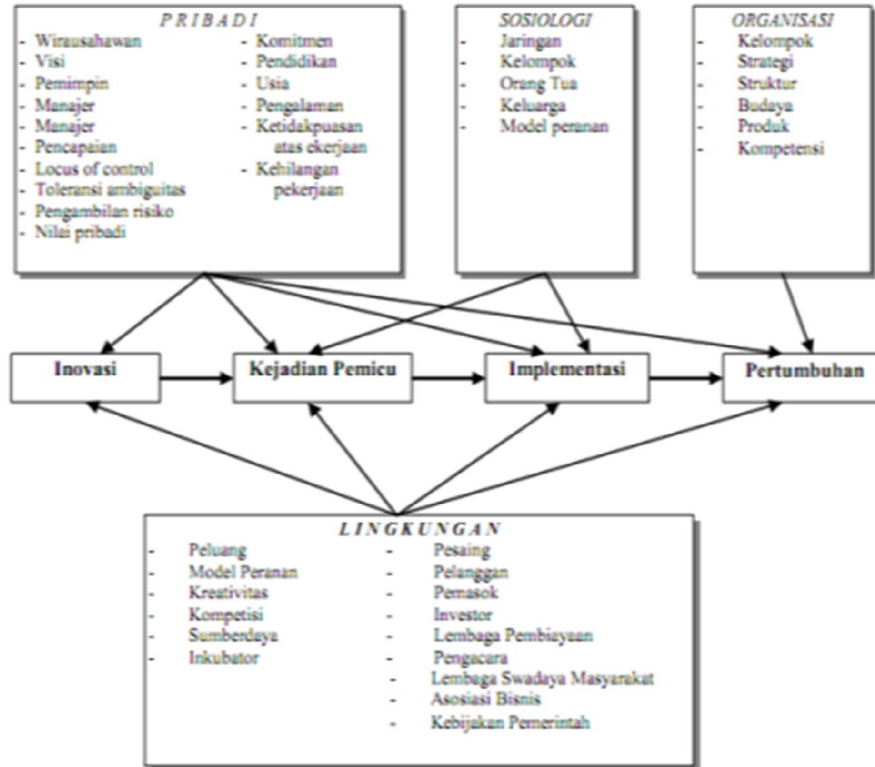 PRIBADI
- Wirausahawan
- Visi
- Pemimpin
- Manajer
- Manajer
- Pencapaian
- Locus of control
- Toleransi ambiguitas
- Pengambilan risiko
- Nilai pribadi
- Komitmen
- Pendidikan
- Usia
- Pengalaman
- Ketidakpuasan
atas ekerjaan
- Kehilangan
pekerjaan
SOSIOLOGI
- Jaringan
- Kelompok
- Orang Tua
- Keluarga
- Model peranan
ORGANISASI
- Kelompok
- Strategi
- Struktur
- Budaya
- Produk
- Kompetensi
Inovasi
Kejadian Pemicu
Implementasi
Pertumbuhan
LINGKUNGAN
- Peluang
- Model Peranan
- Kreativitas
- Kompetisi
- Sumberdaya
- Inkubator
- Pesaing
- Pelanggan
- Pemasok
- Investor
- Lembaga Pembiayaan
- Pengacara
- Lembaga Swadaya Masyarakat
- Asosiasi Bisnis
- Kebijakan Pemerintah